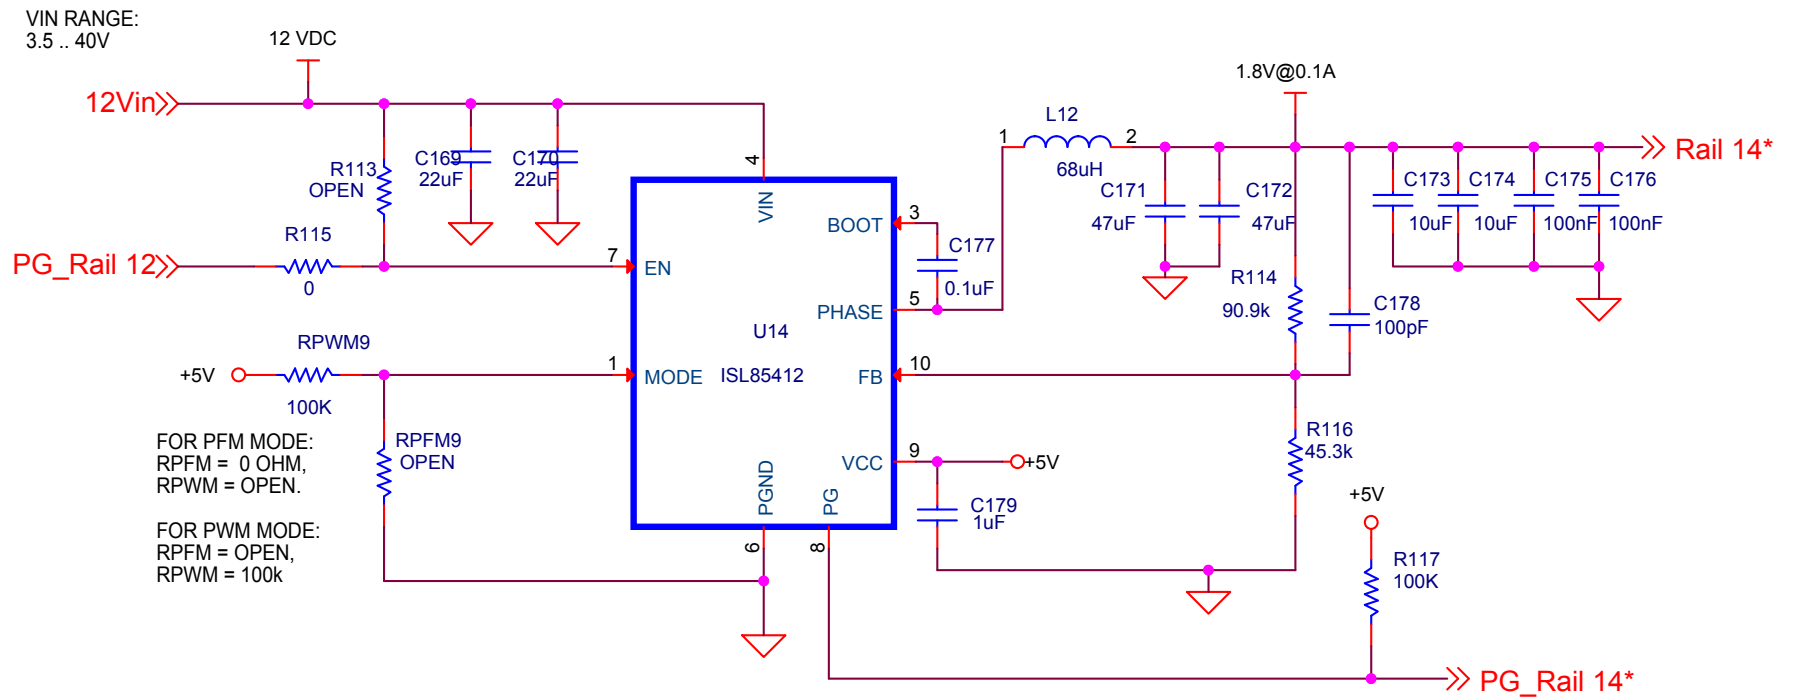 VIN RANGE:
3.5 .. 40V
12 VDC
12Vin
R113
OPEN
C169
22uF
C170
22uF
R115
0
PG_Rail 12
RPWM9
+5V
100K
RPFM9
OPEN
FOR PFM MODE:
RPFM =  0 OHM,
RPWM = OPEN.
FOR PWM MODE:
RPFM = OPEN,
RPWM = 100k
4
VIN
7
EN
1
MODE
U14
ISL85412
BOOT
3
PHASE
5
FB
10
VCC
9
PGND
6
PG
8
C177
0.1uF
1
L12
2
68uH
1.8V@0.1A
C171
47uF
C172
47uF
R114
90.9k
C178
100pF
C173
10uF
C174
10uF
C175
100nF
C176
100nF
Rail 14*
+5V
C179
1uF
R116
45.3k
+5V
R117
100K
PG_Rail 14*